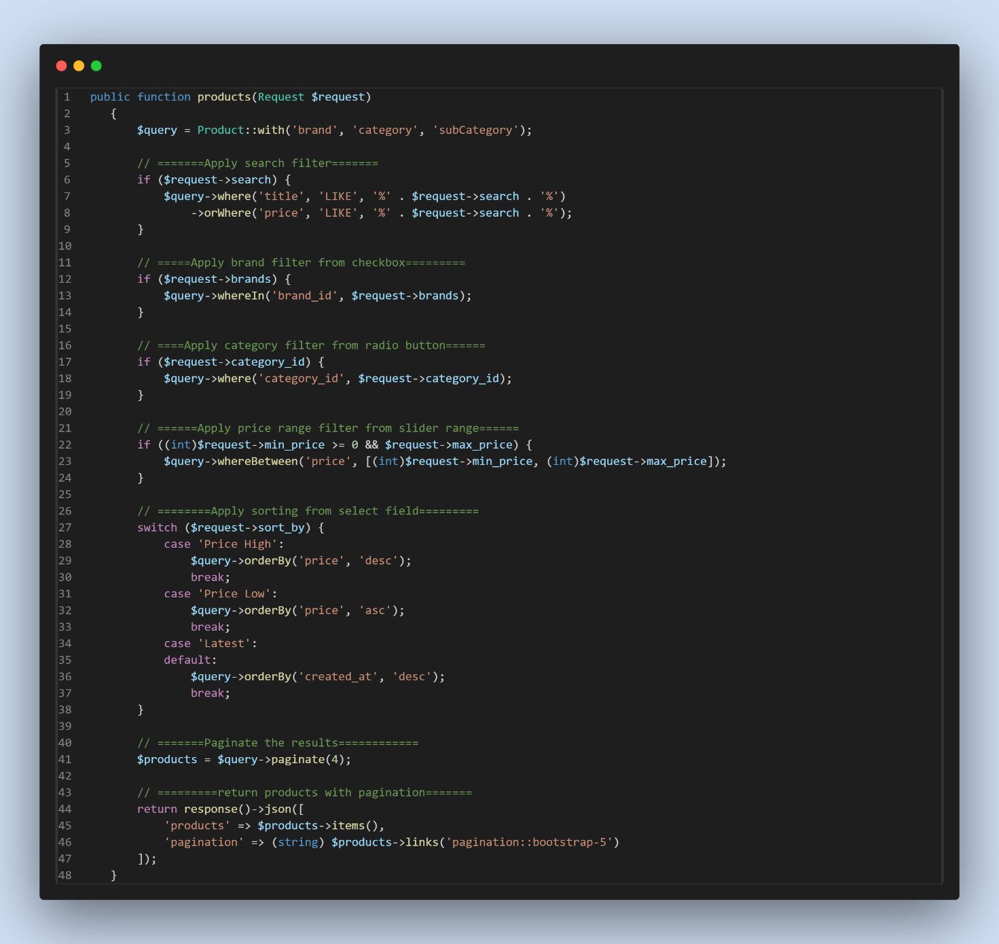 1 public function products(Request $request)
2 {
3 $query = Product::with('brand', 'category', 'subCategory');
4
5 // =======Apply search filter=======
6 if ($request->search) {
7 $query->where('title', 'LIKE', '%' . $request->search . '%')
8 ->orWhere('price', 'LIKE', '%' . $request->search . '%');
9 }
10
11 // =====Apply brand filter from checkbox=========
12 if ($request->brands) {
13 $query->whereIn('brand_id', $request->brands);
14 }
15
16 // ====Apply category filter from radio button======
17 if ($request->category_id) {
18 $query->where('category_id', $request->category_id);
19 }
20
21 // ======Apply price range filter from slider range======
22 if ((int)$request->min_price >= 0 && $request->max_price) {
23 $query->whereBetween('price', [(int)$request->min_price, (int)$request->max_price]);
24 }
25
26 // ========Apply sorting from select field=========
27 switch ($request->sort_by) {
28 case 'Price High':
29 $query->orderBy('price', 'desc');
30 break;
31 case 'Price Low':
32 $query->orderBy('price', 'asc');
33 break;
34 case 'Latest':
35 default:
36 $query->orderBy('created_at', 'desc');
37 break;
38 }
39
40 // =======Paginate the results============
41 $products = $query->paginate(4);
42
43 // =========return products with pagination=======
44 return response()->json([
45 'products' => $products->items(),
46 'pagination' => (string) $products->links('pagination::bootstrap-5')
47 ]);
48 }